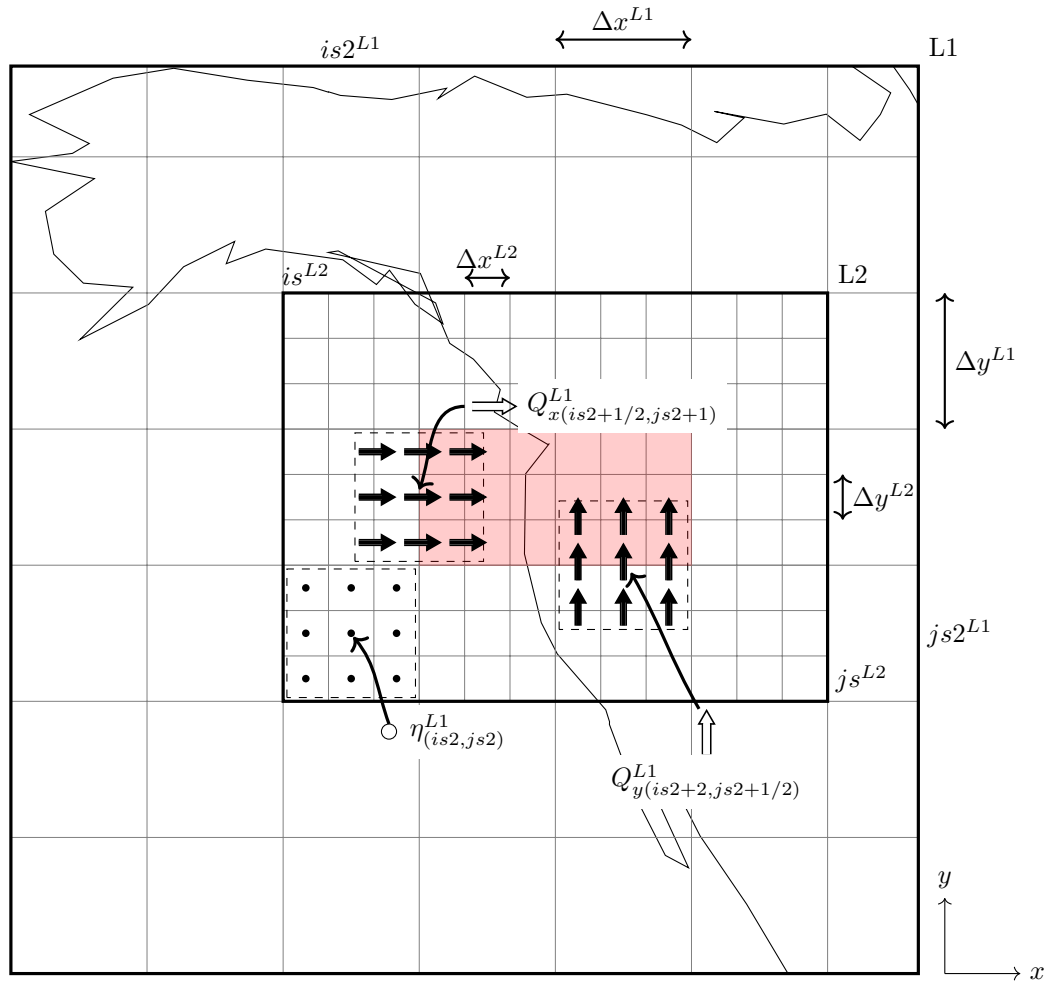 Δx^{L1}
is2^{L1}
L1
Δx^{L2}
is^{L2}
L2
Δy^{L1}
Q^{L1}_{x(is2+1/2,js2+1)}
Δy^{L2}
js2^{L1}
js^{L2}
η^{L1}_{(is2,js2)}
Q^{L1}_{y(is2+2,js2+1/2)}
y
x